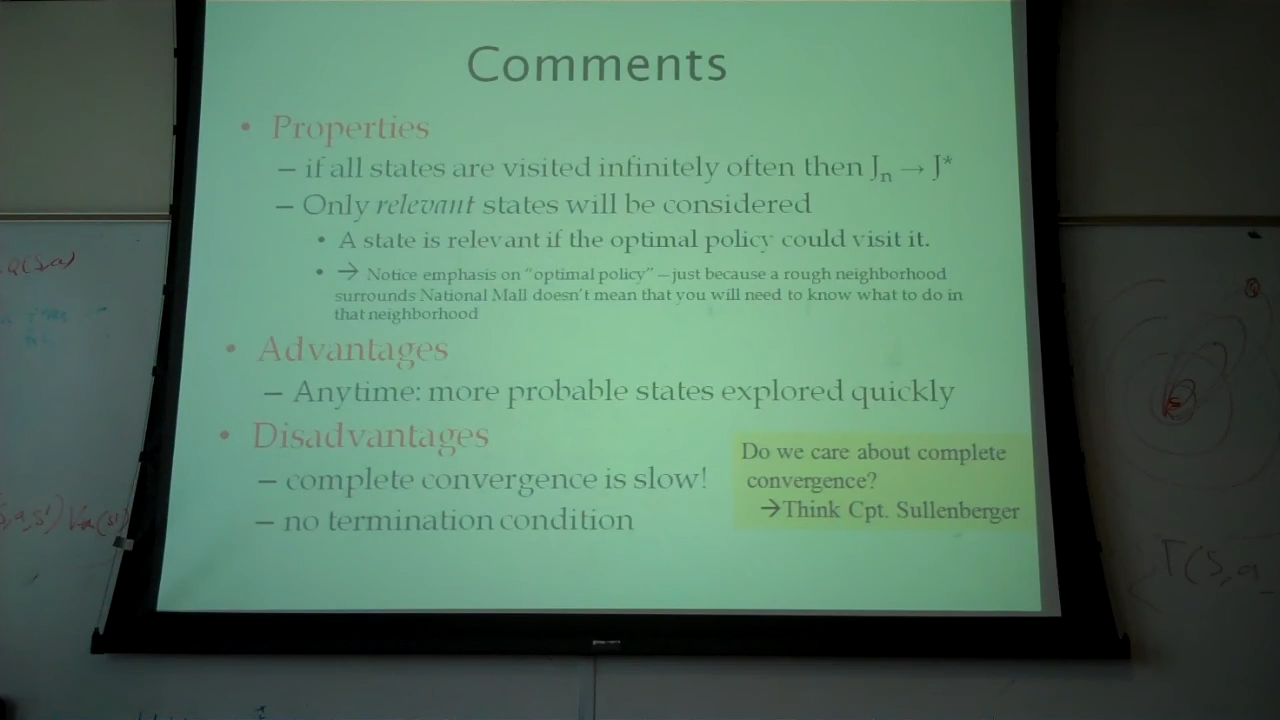 Comments
• Properties
– if all states are visited infinitely often then Jn → J*
– Only relevant states will be considered
• A state is relevant if the optimal policy could visit it.
• → Notice emphasis on "optimal policy" – just because a rough neighborhood
surrounds National Mall doesn't mean that you will need to know what to do in
that neighborhood
• Advantages
– Anytime: more probable states explored quickly
• Disadvantages
– complete convergence is slow!
– no termination condition
Do we care about complete
convergence?
→Think Cpt. Sullenberger
Q(s,a)
T(S,a